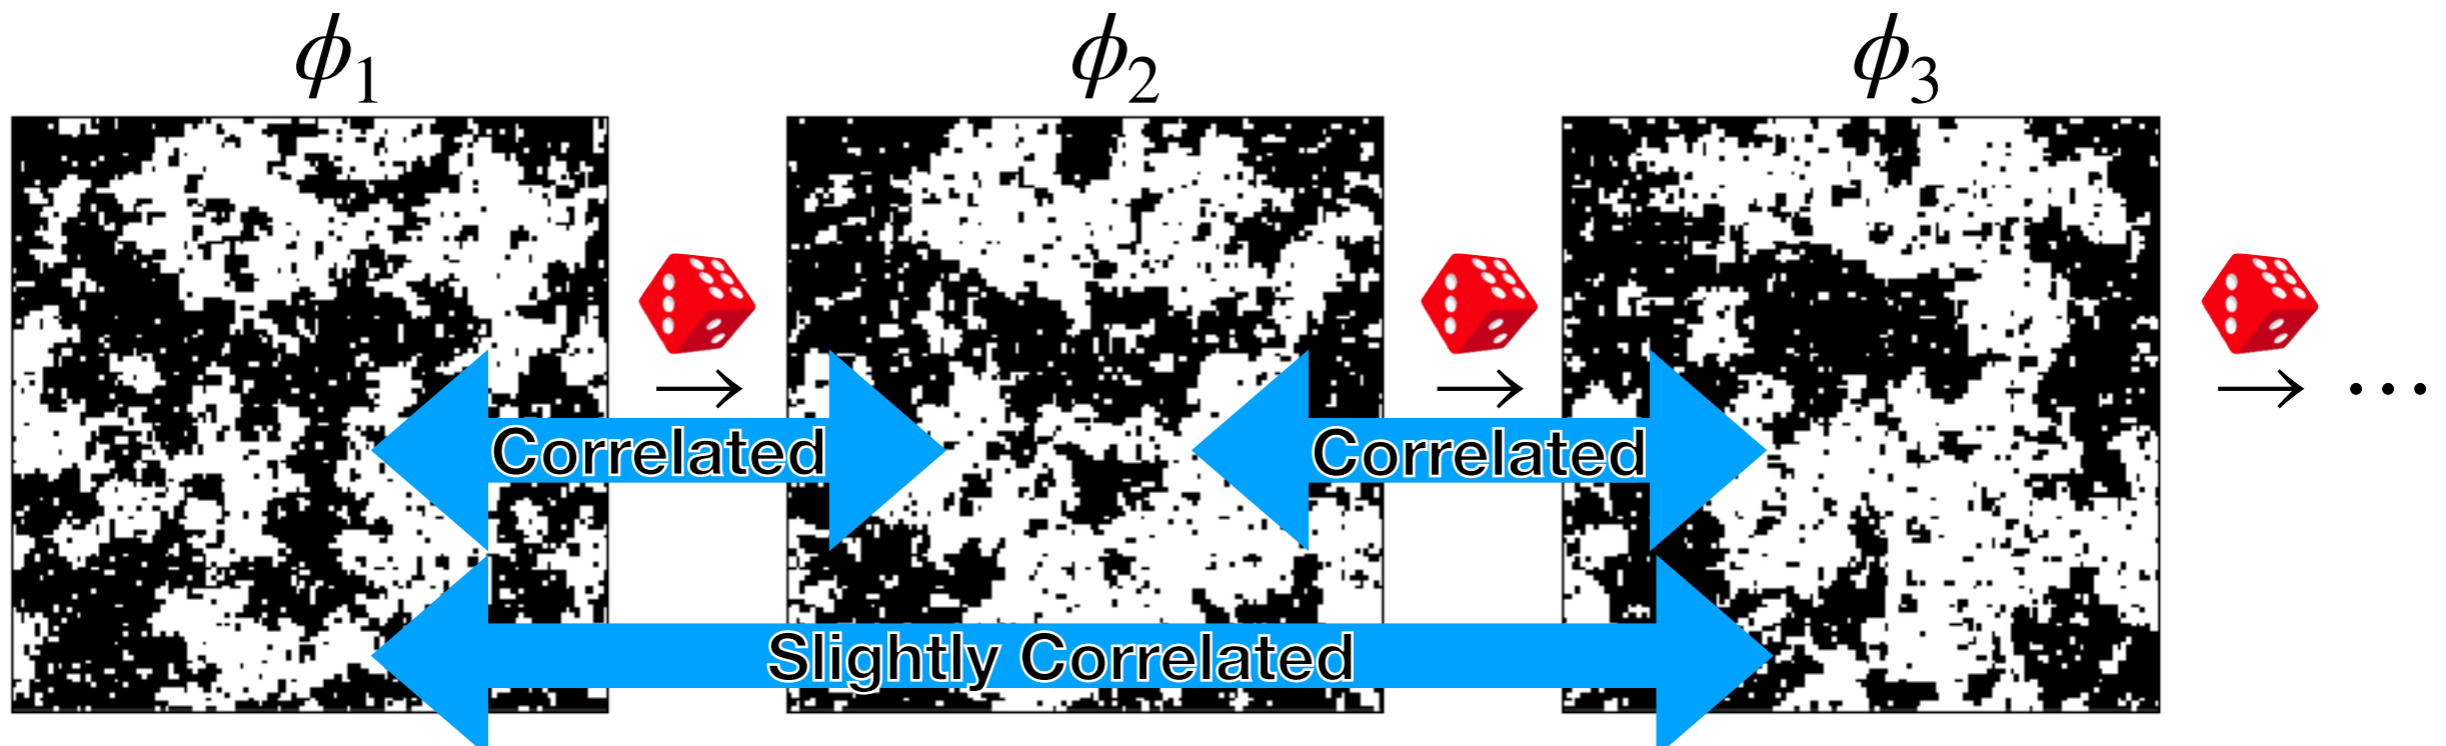 ϕ₁ ϕ₂ ϕ₃
→ → → ···
Correlated Correlated
Slightly Correlated